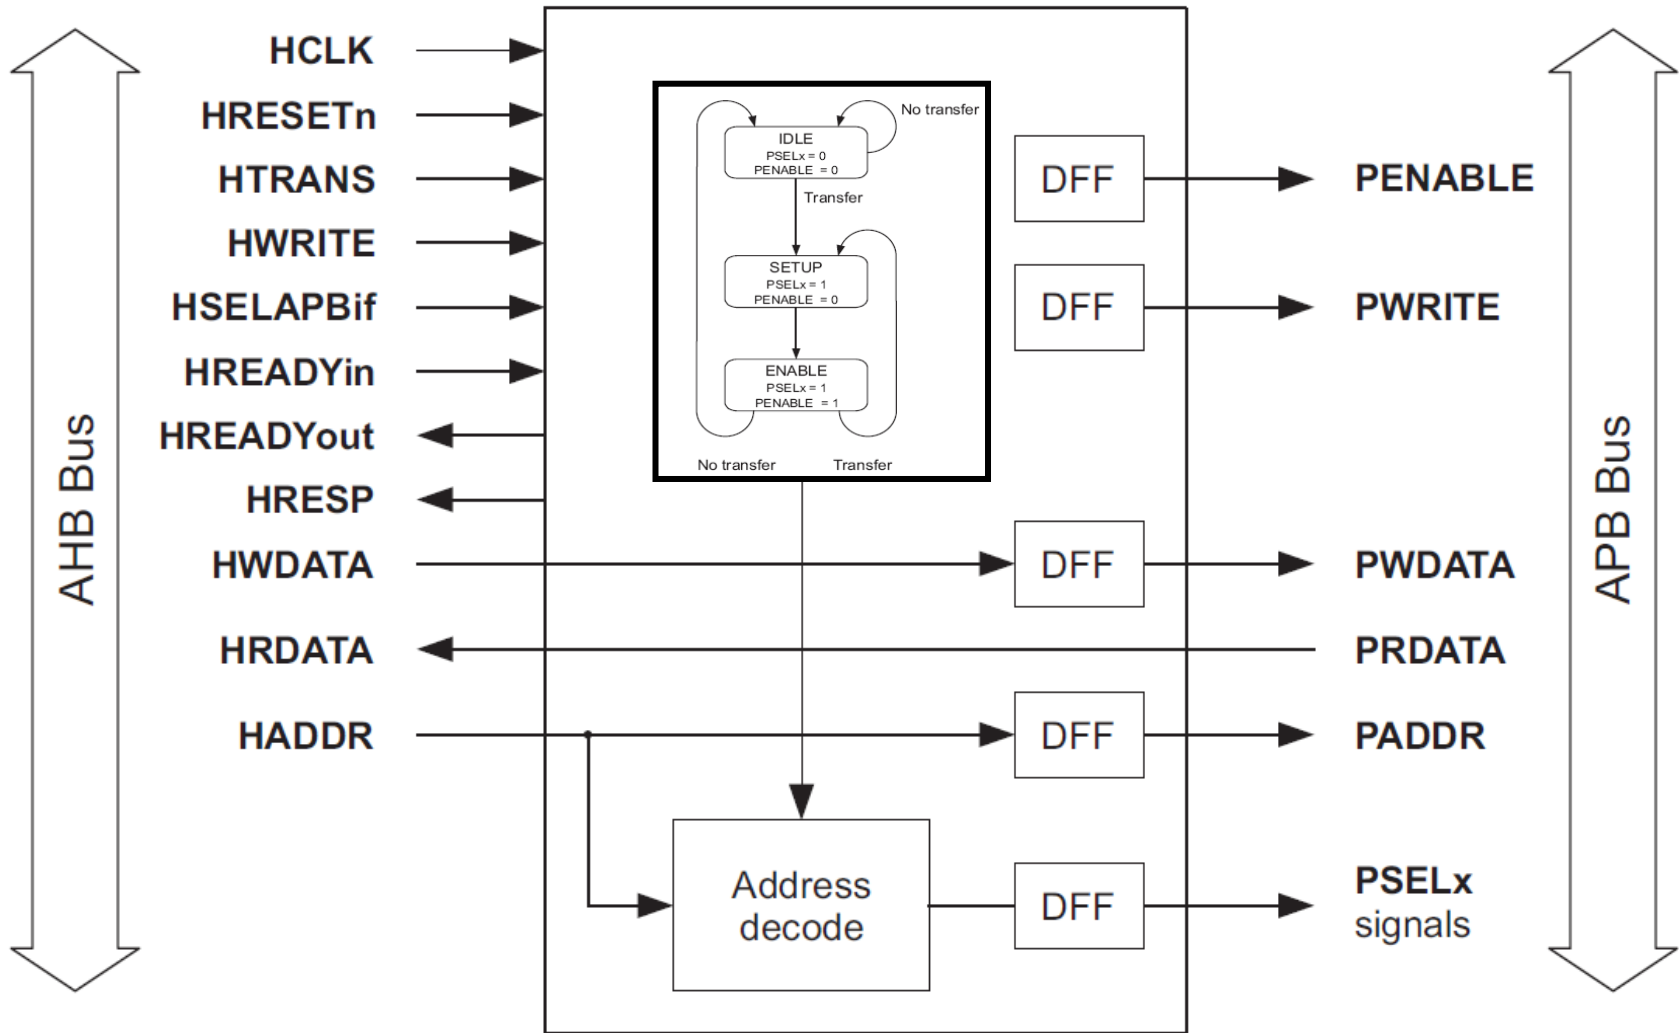 AHB Bus
HCLK
HRESETn
HTRANS
HWRITE
HSELAPBif
HREADYin
HREADYout
HRESP
HWDATA
HRDATA
HADDR
No transfer
IDLE
PSELx = 0
PENABLE = 0
Transfer
SETUP
PSELx = 1
PENABLE = 0
ENABLE
PSELx = 1
PENABLE = 1
No transfer
Transfer
Address
decode
DFF
DFF
DFF
DFF
DFF
PENABLE
PWRITE
PWDATA
PRDATA
PADDR
PSELx
signals
APB Bus